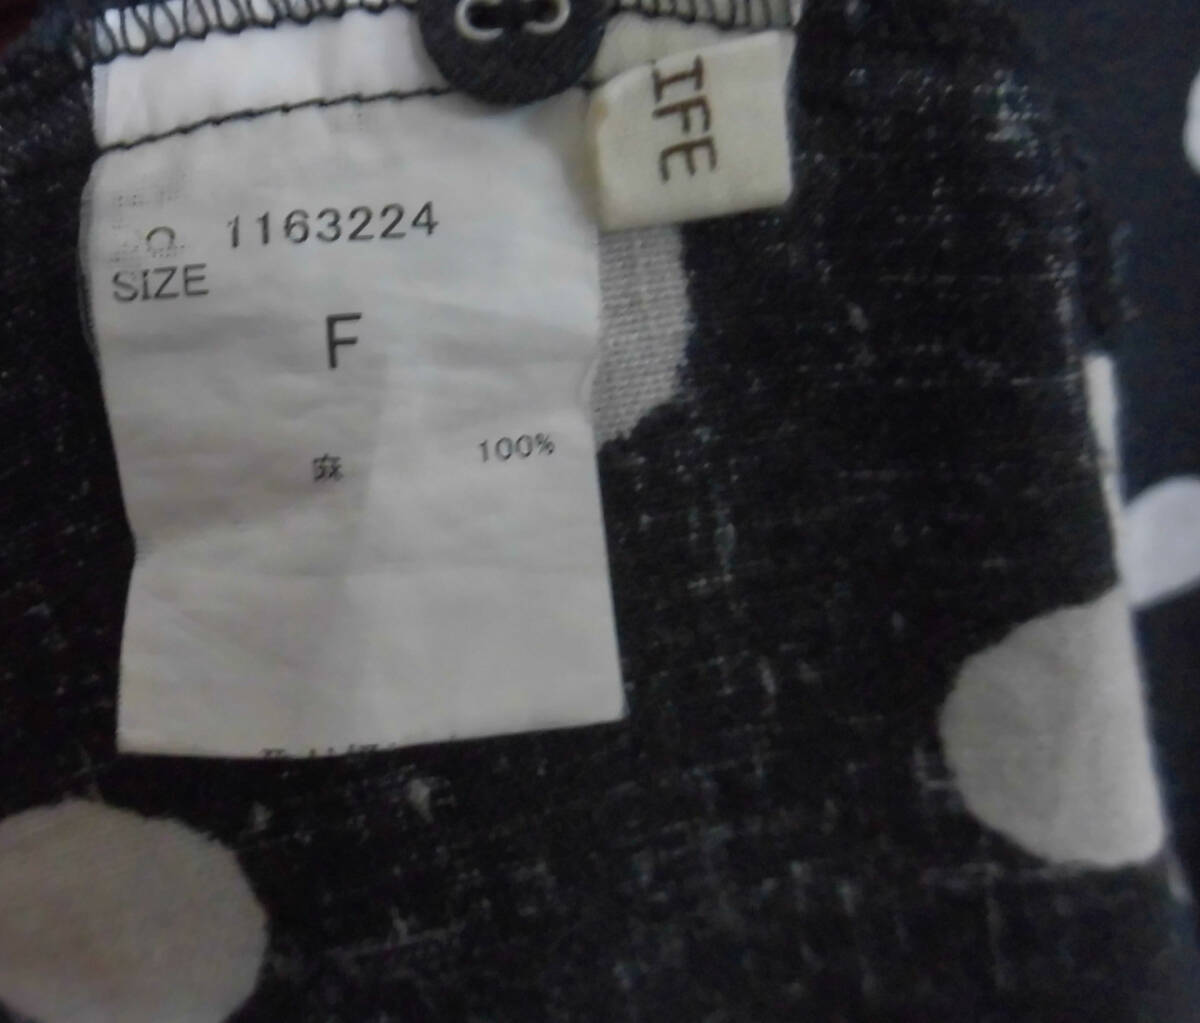 IFE
1163224
SIZE
F
麻 100%